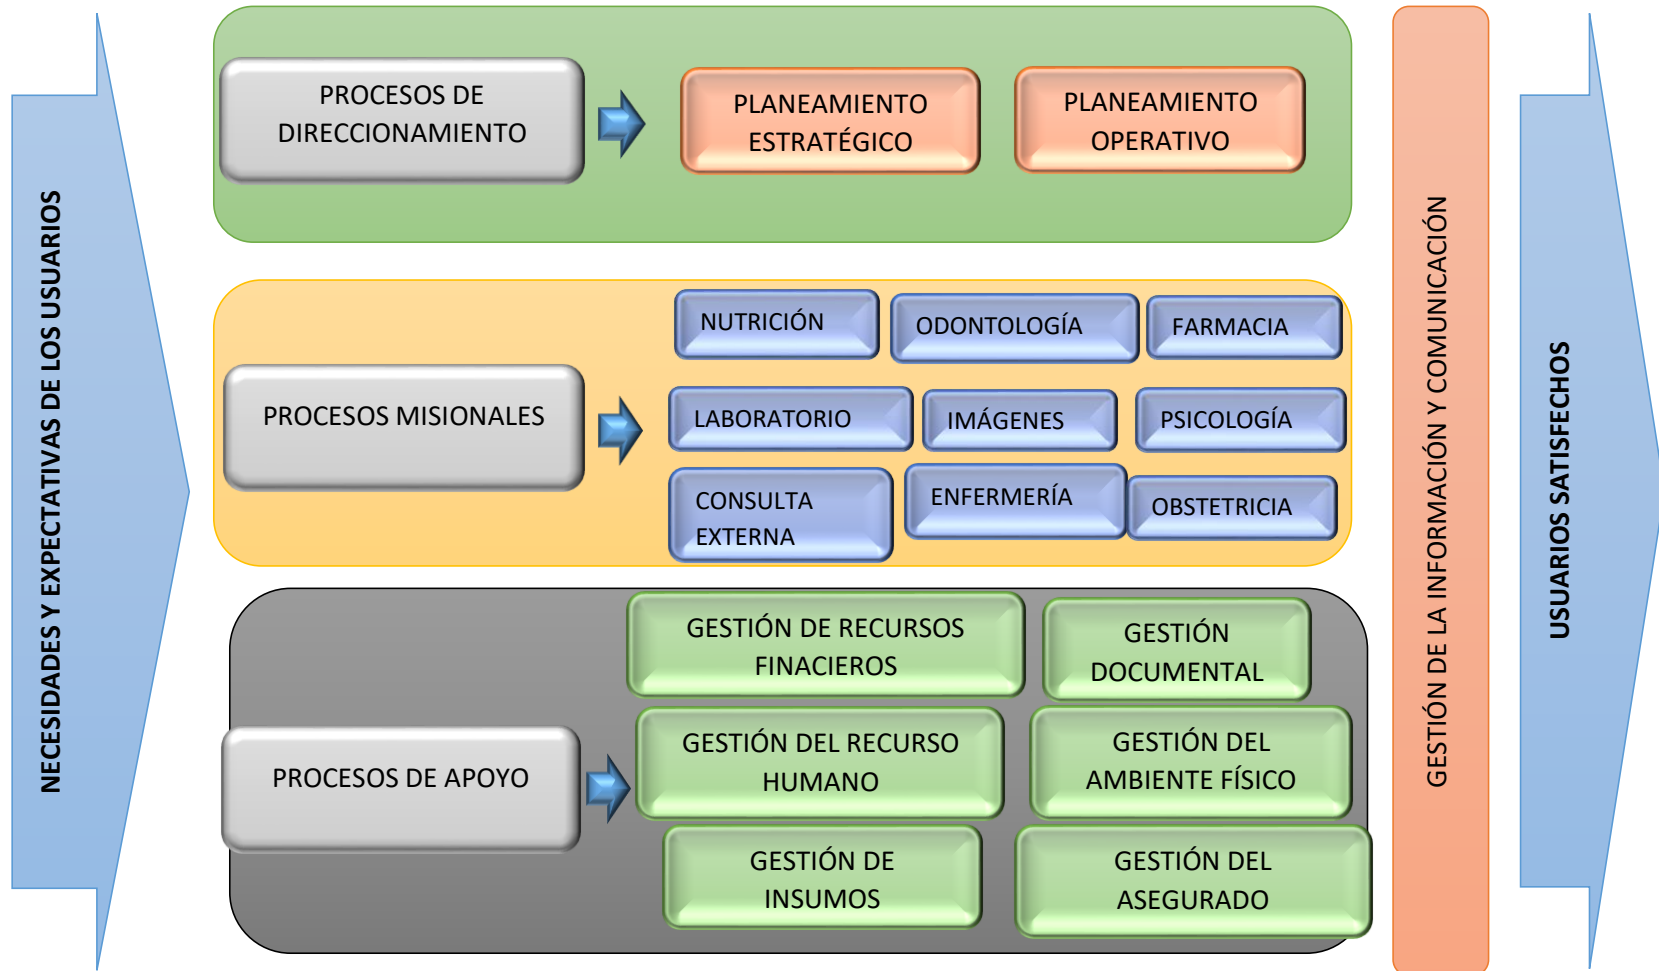 NECESIDADES Y EXPECTATIVAS DE LOS USUARIOS
PROCESOS DE
DIRECCIONAMIENTO
PLANEAMIENTO
ESTRATÉGICO
PLANEAMIENTO
OPERATIVO
PROCESOS MISIONALES
NUTRICIÓN
ODONTOLOGÍA
FARMACIA
LABORATORIO
IMÁGENES
PSICOLOGÍA
CONSULTA
EXTERNA
ENFERMERÍA
OBSTETRICIA
PROCESOS DE APOYO
GESTIÓN DE RECURSOS
FINACIEROS
GESTIÓN
DOCUMENTAL
GESTIÓN DEL RECURSO
HUMANO
GESTIÓN DEL
AMBIENTE FÍSICO
GESTIÓN DE
INSUMOS
GESTIÓN DEL
ASEGURADO
GESTIÓN DE LA INFORMACIÓN Y COMUNICACIÓN
USUARIOS SATISFECHOS